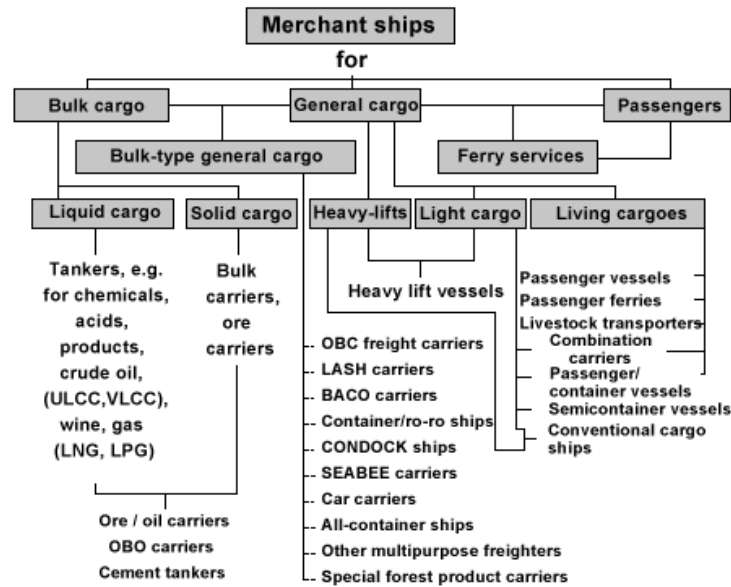 Merchant ships
for
Bulk cargo
General cargo
Passengers
Bulk-type general cargo
Ferry services
Liquid cargo
Solid cargo
Heavy-lifts
Light cargo
Living cargoes
Tankers, e.g.
for chemicals,
acids,
products,
crude oil,
(ULCC,VLCC),
wine, gas
(LNG, LPG)
Bulk
carriers,
ore
carriers
Heavy lift vessels
Passenger vessels
Passenger ferries
Livestock transporters
Combination
carriers
Passenger/
container vessels
Semicontainer vessels
Conventional cargo
ships
OBC freight carriers
LASH carriers
BACO carriers
Container/ro-ro ships
CONDOCK ships
SEABEE carriers
Car carriers
All-container ships
Other multipurpose freighters
Special forest product carriers
Ore / oil carriers
OBO carriers
Cement tankers